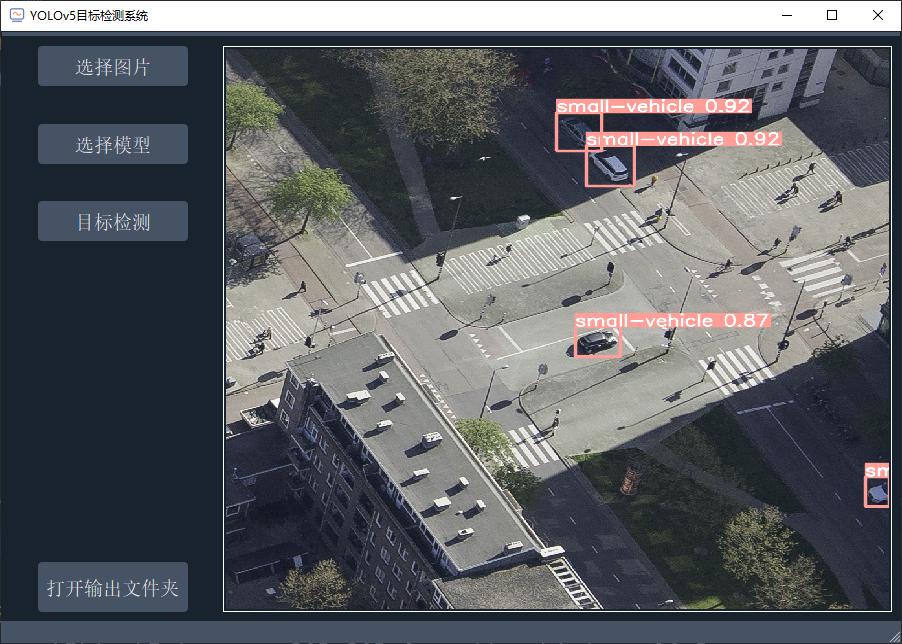 YOLOv5目标检测系统
选择图片
选择模型
目标检测
打开输出文件夹
small-vehicle 0.92
small-vehicle 0.92
small-vehicle 0.87
sm